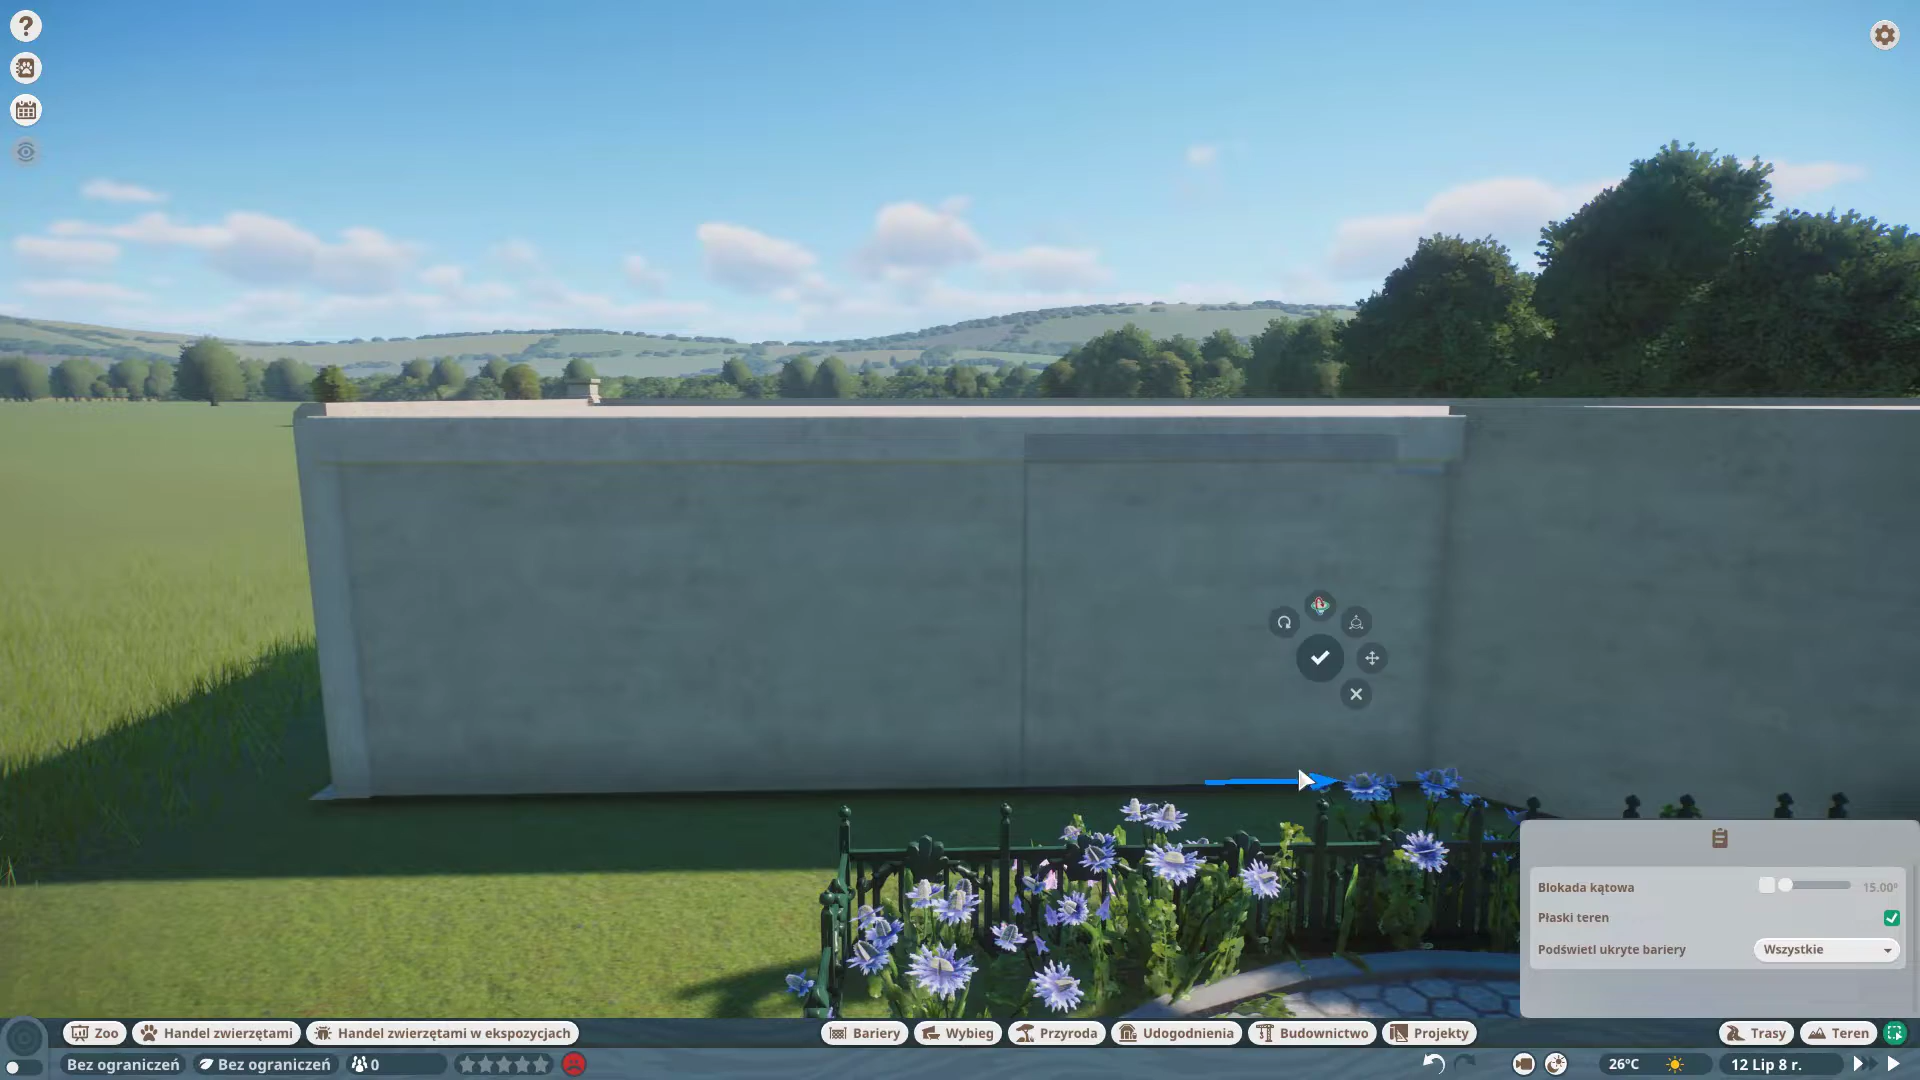 ?
Blokada kątowa
15.00°
Płaski teren
Podświetl ukryte bariery
Wszystkie
Zoo
Handel zwierzętami
Handel zwierzętami w ekspozycjach
Bariery
Wybieg
Przyroda
Udogodnienia
Budownictwo
Projekty
Trasy
Teren
Bez ograniczeń
Bez ograniczeń
0
26°C
12 Lip 8 r.